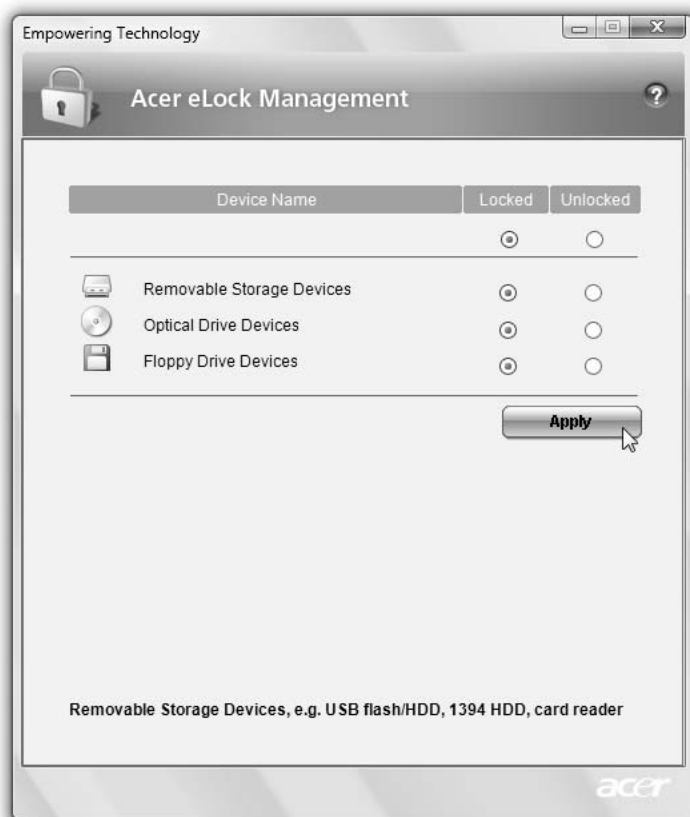 Empowering Technology
Acer eLock Management
?
Device Name Locked Unlocked
Removable Storage Devices
Optical Drive Devices
Floppy Drive Devices
Apply
Removable Storage Devices, e.g. USB flash/HDD, 1394 HDD, card reader
acer